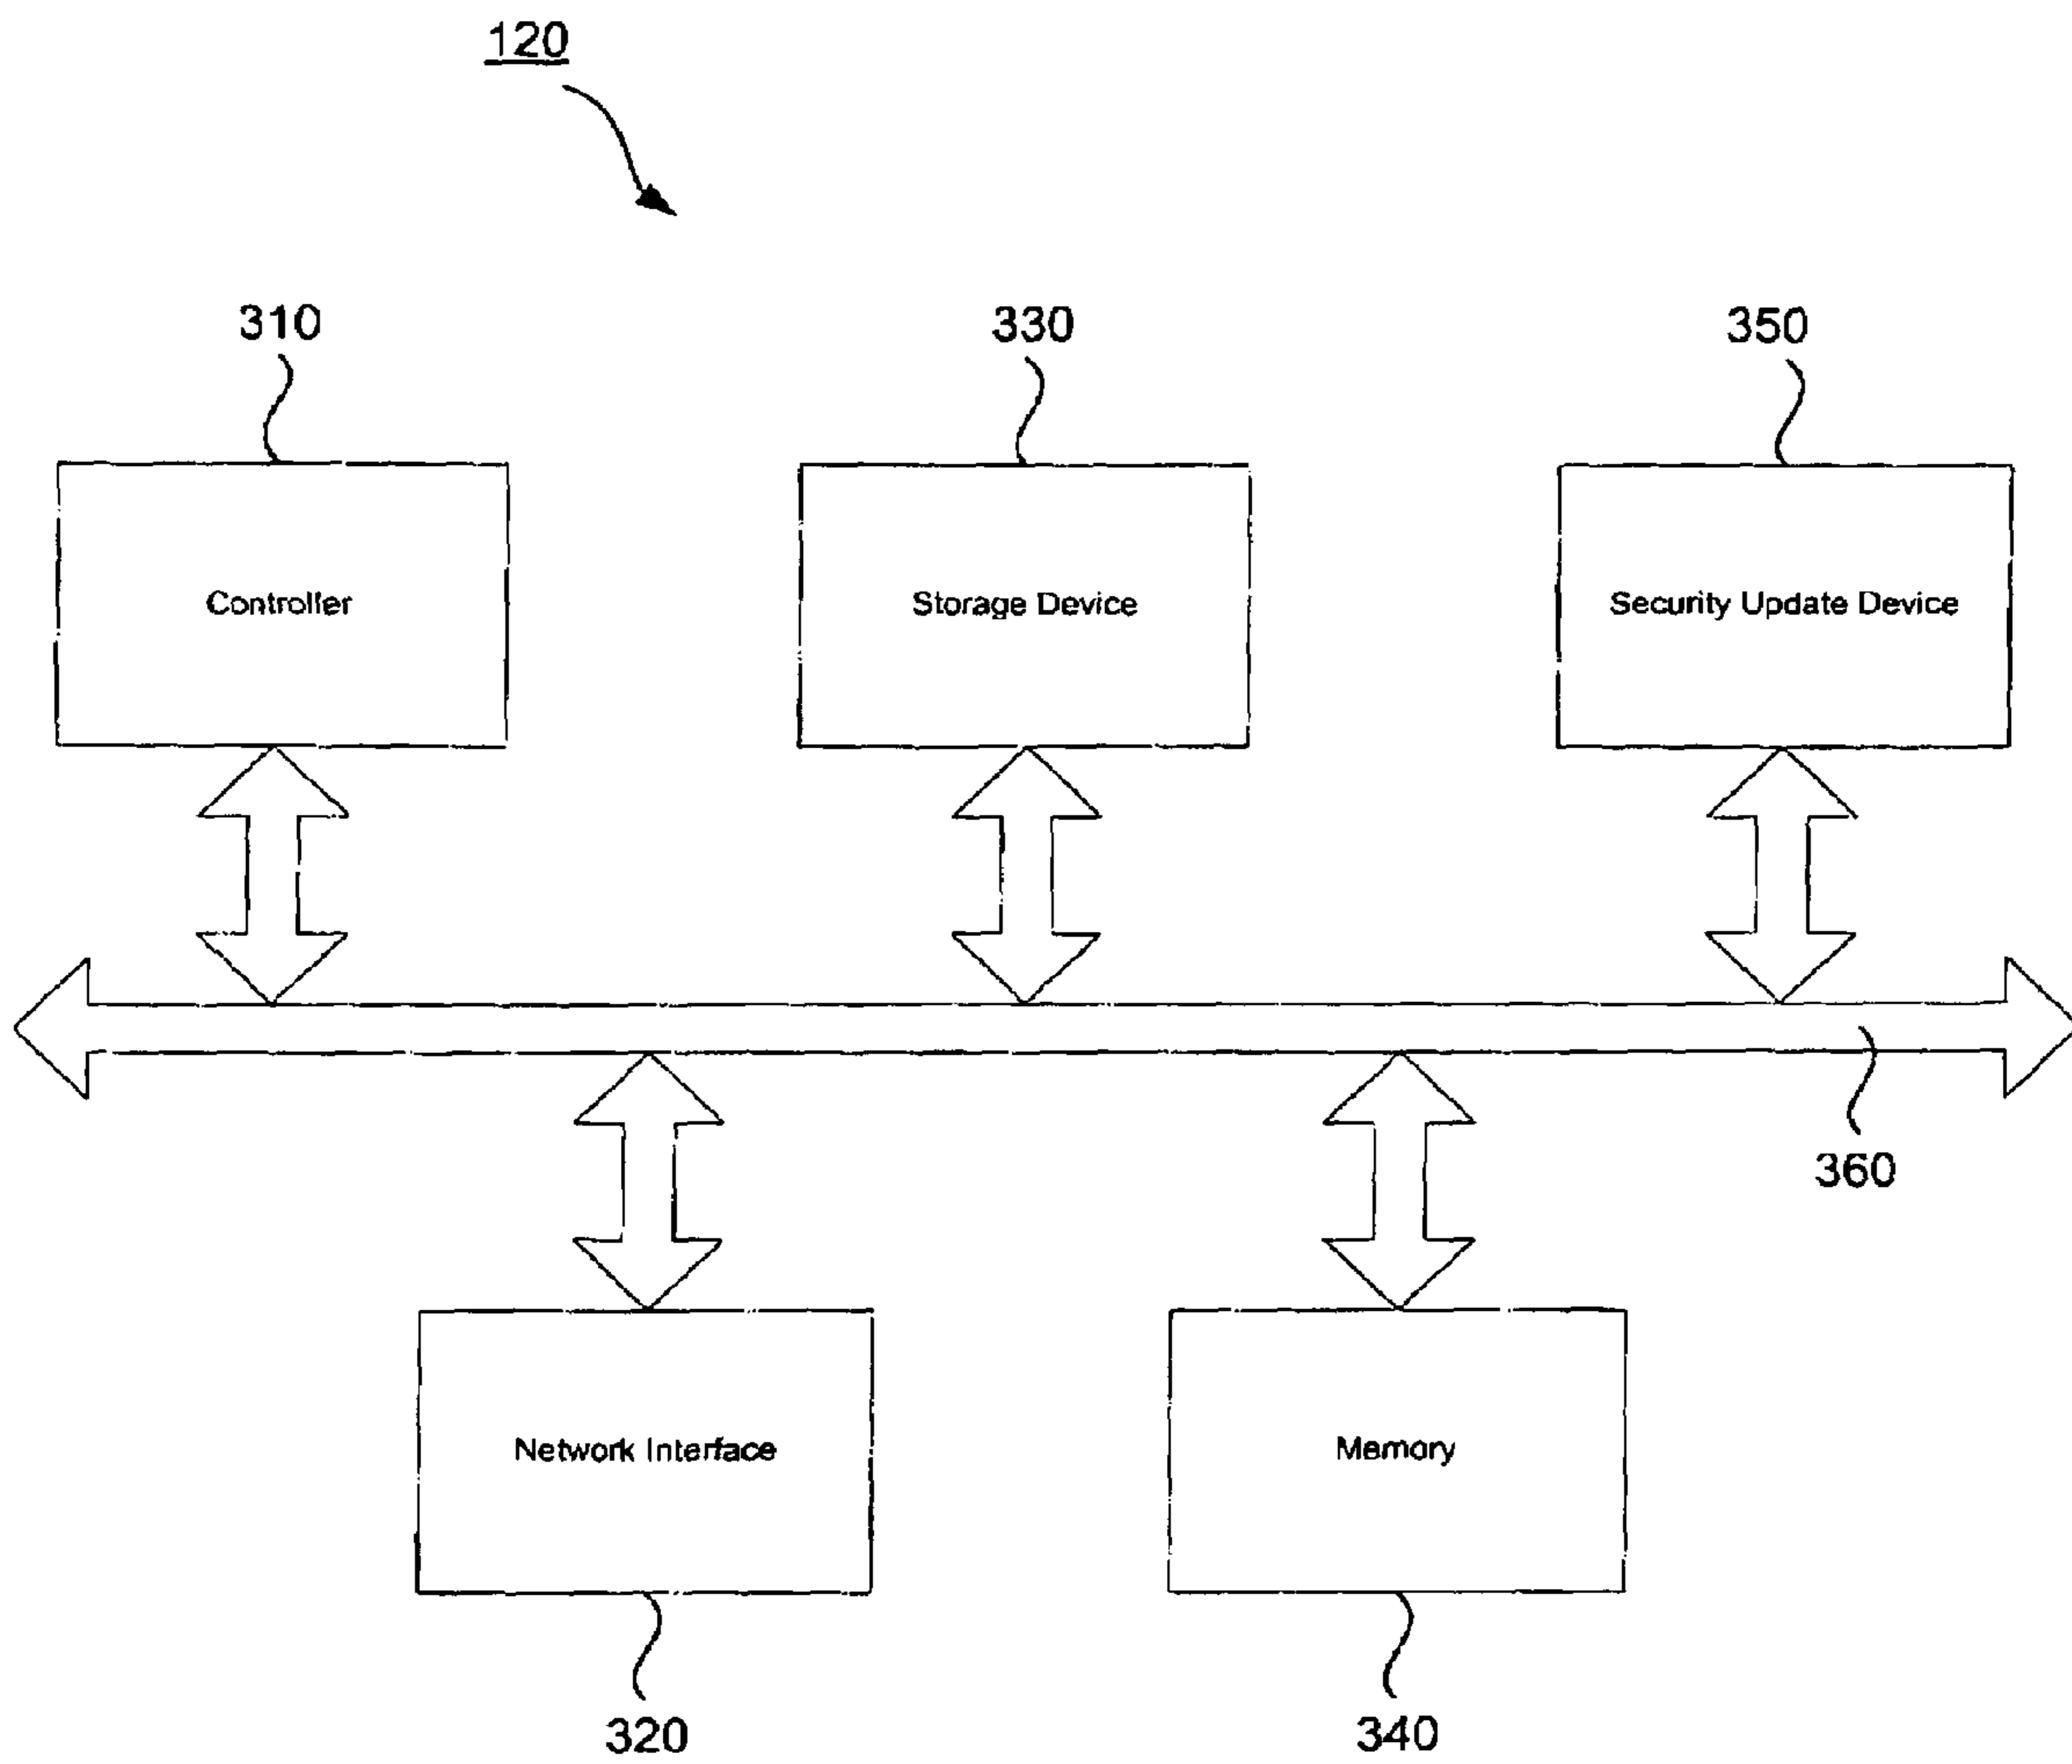 120
310
330
350
Controller
Storage Device
Security Update Device
360
Network Interface
Memory
320
340